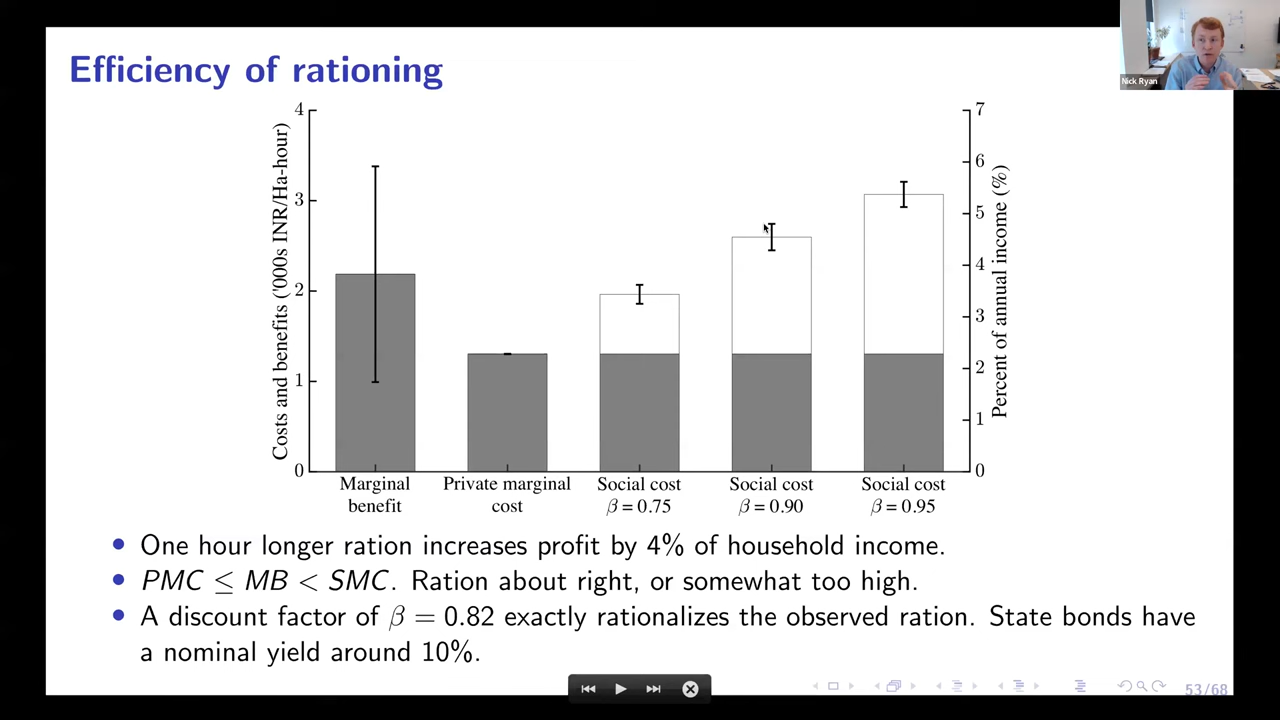 Efficiency of rationing
Nick Ryan
Costs and benefits ('000s INR/Ha-hour)
4
3
2
1
0
7
6
5
4
3
2
1
0
Percent of annual income (%)
Marginal
benefit
Private marginal
cost
Social cost
β = 0.75
Social cost
β = 0.90
Social cost
β = 0.95
• One hour longer ration increases profit by 4% of household income.
• PMC ≤ MB < SMC. Ration about right, or somewhat too high.
• A discount factor of β = 0.82 exactly rationalizes the observed ration. State bonds have
a nominal yield around 10%.
53/68